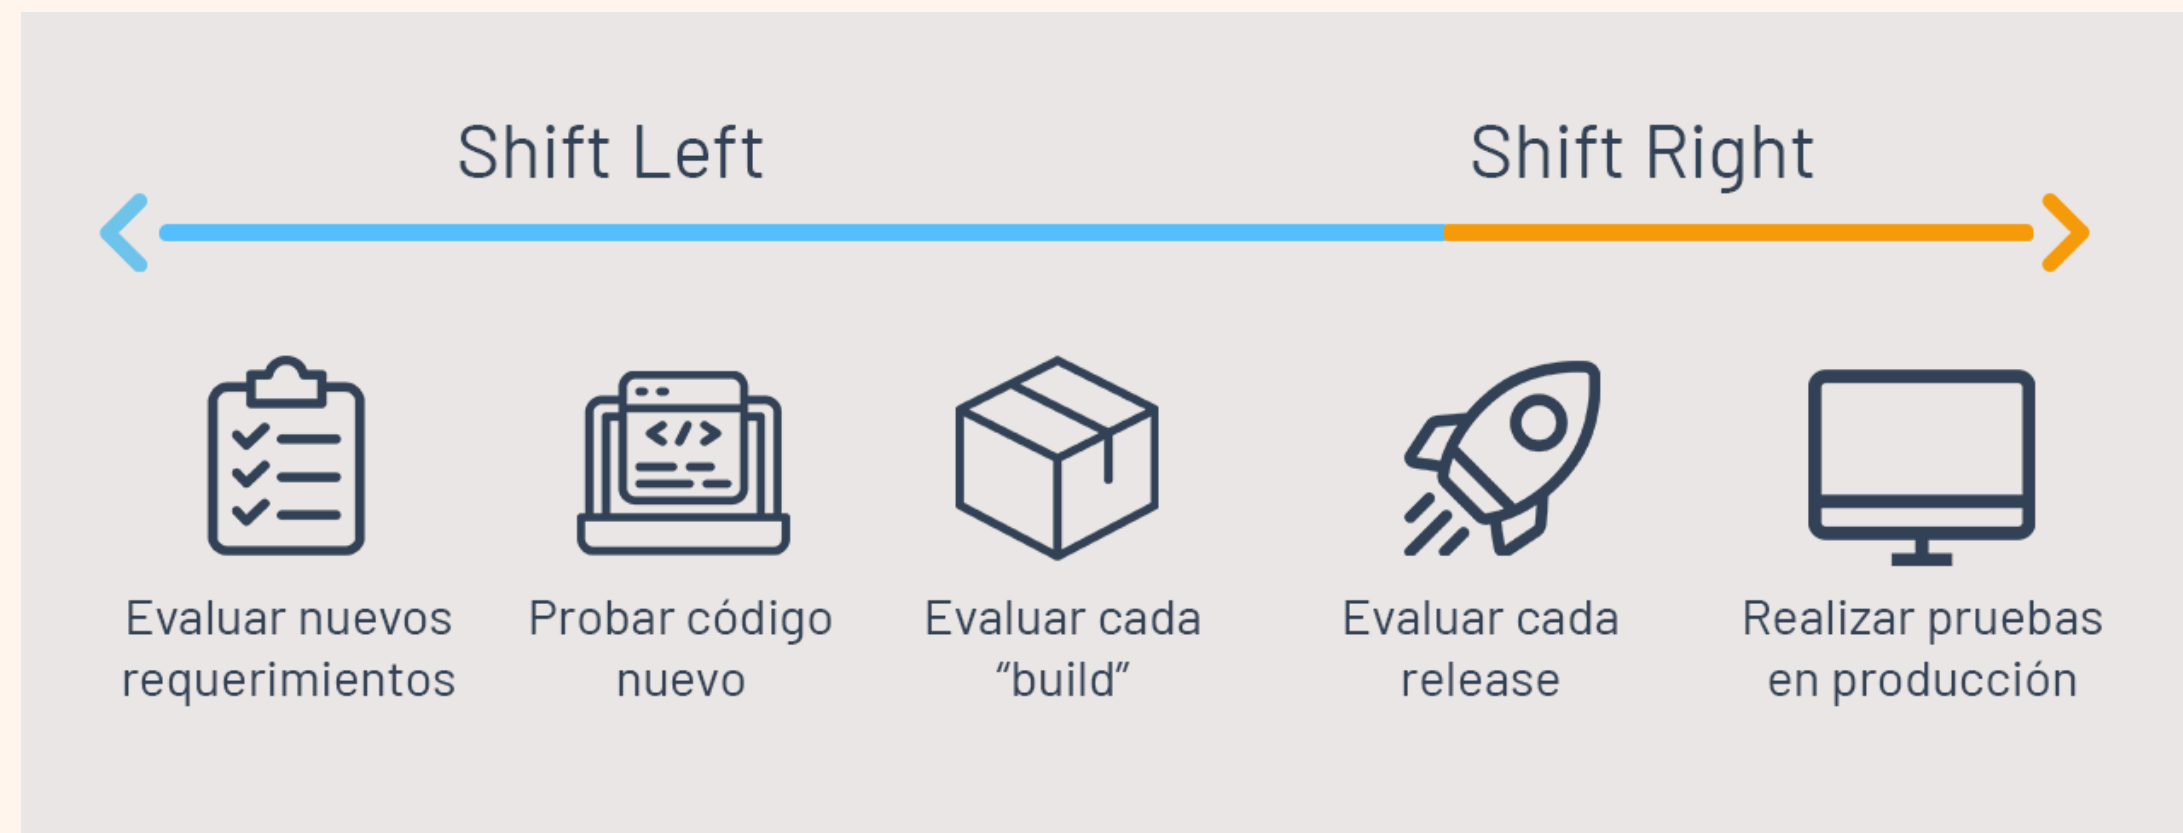 Shift Left
Shift Right
</>
Evaluar nuevos
requerimientos
Probar código
nuevo
Evaluar cada
“build”
Evaluar cada
release
Realizar pruebas
en producción